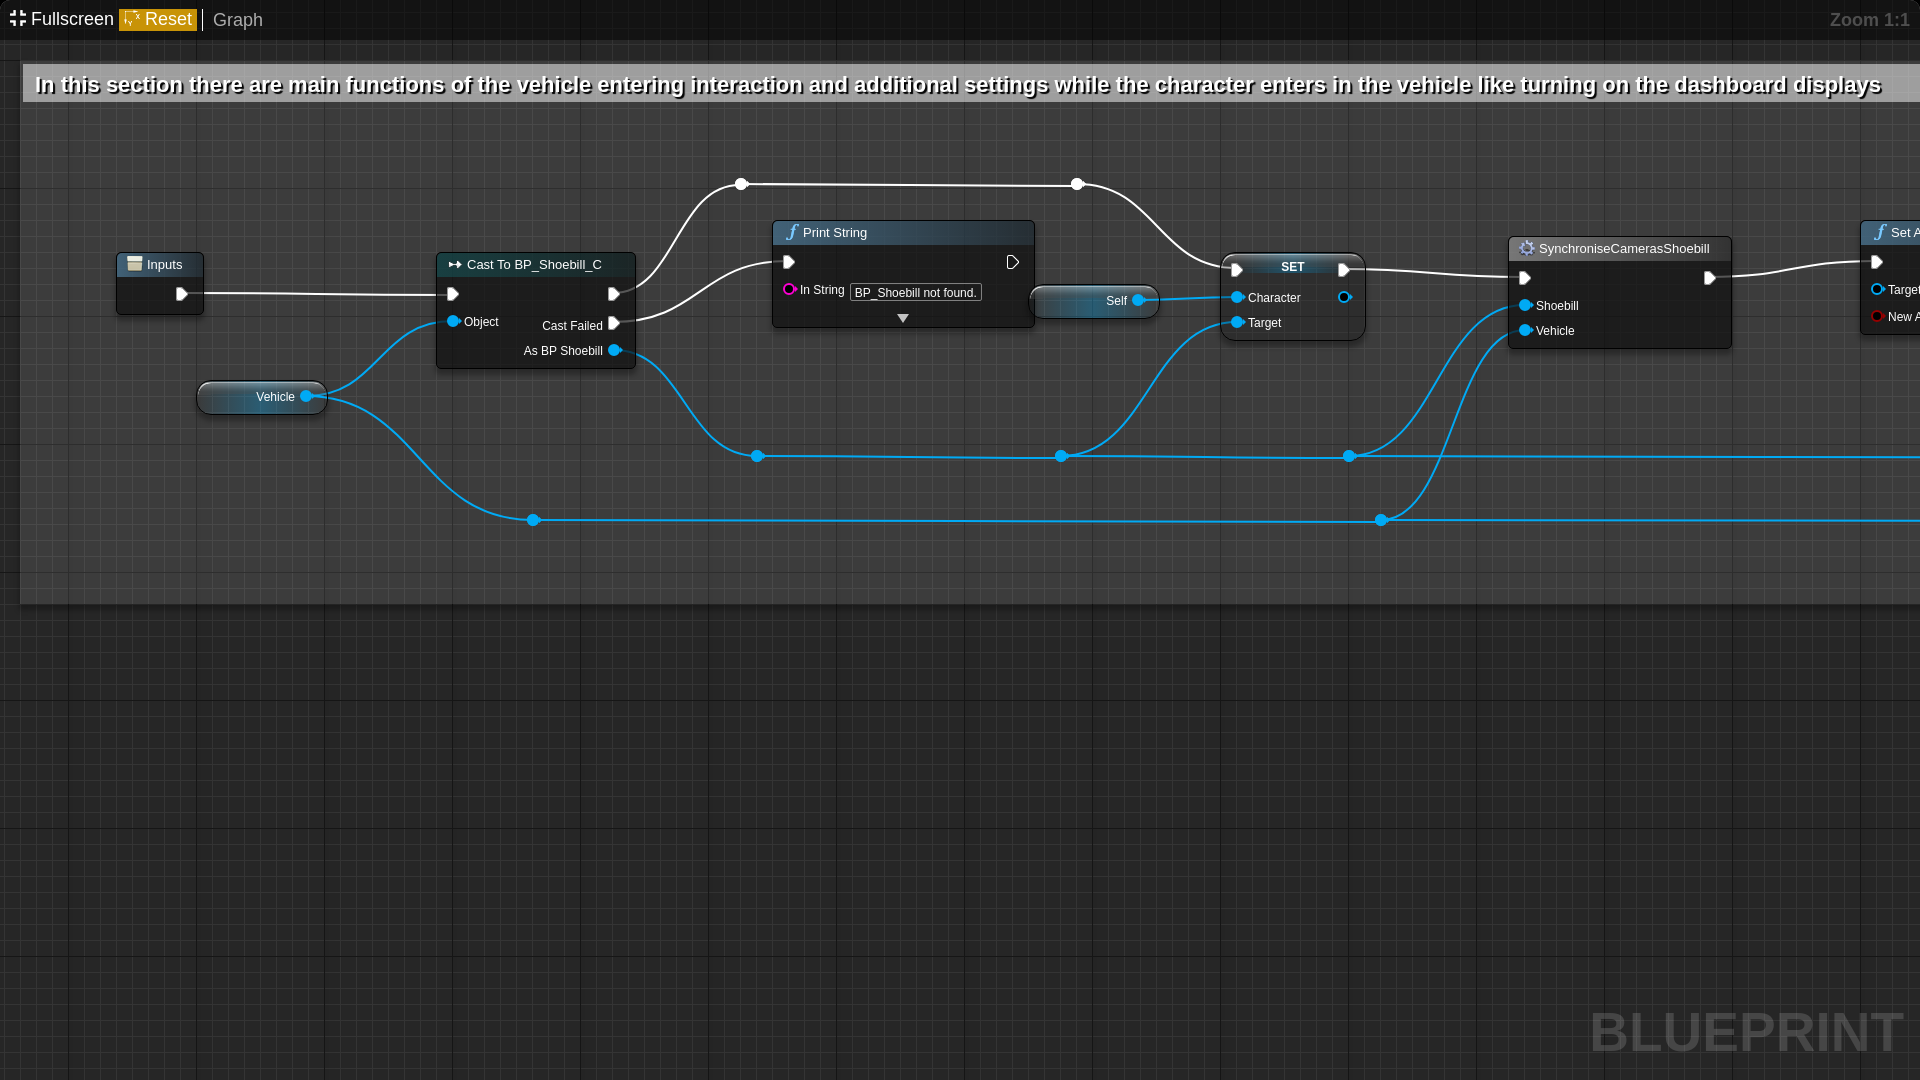 Fullscreen Reset Graph Zoom 1:1
In this section there are main functions of the vehicle entering interaction and additional settings while the character enters in the vehicle like turning on the dashboard displays
Print String
In String BP_Shoebill not found.
Inputs
Cast To BP_Shoebill_C
Object
Cast Failed
As BP Shoebill
Vehicle
Self
SET
Character
Target
SynchroniseCamerasShoebill
Shoebill
Vehicle
Set A
Target
New A
BLUEPRINT